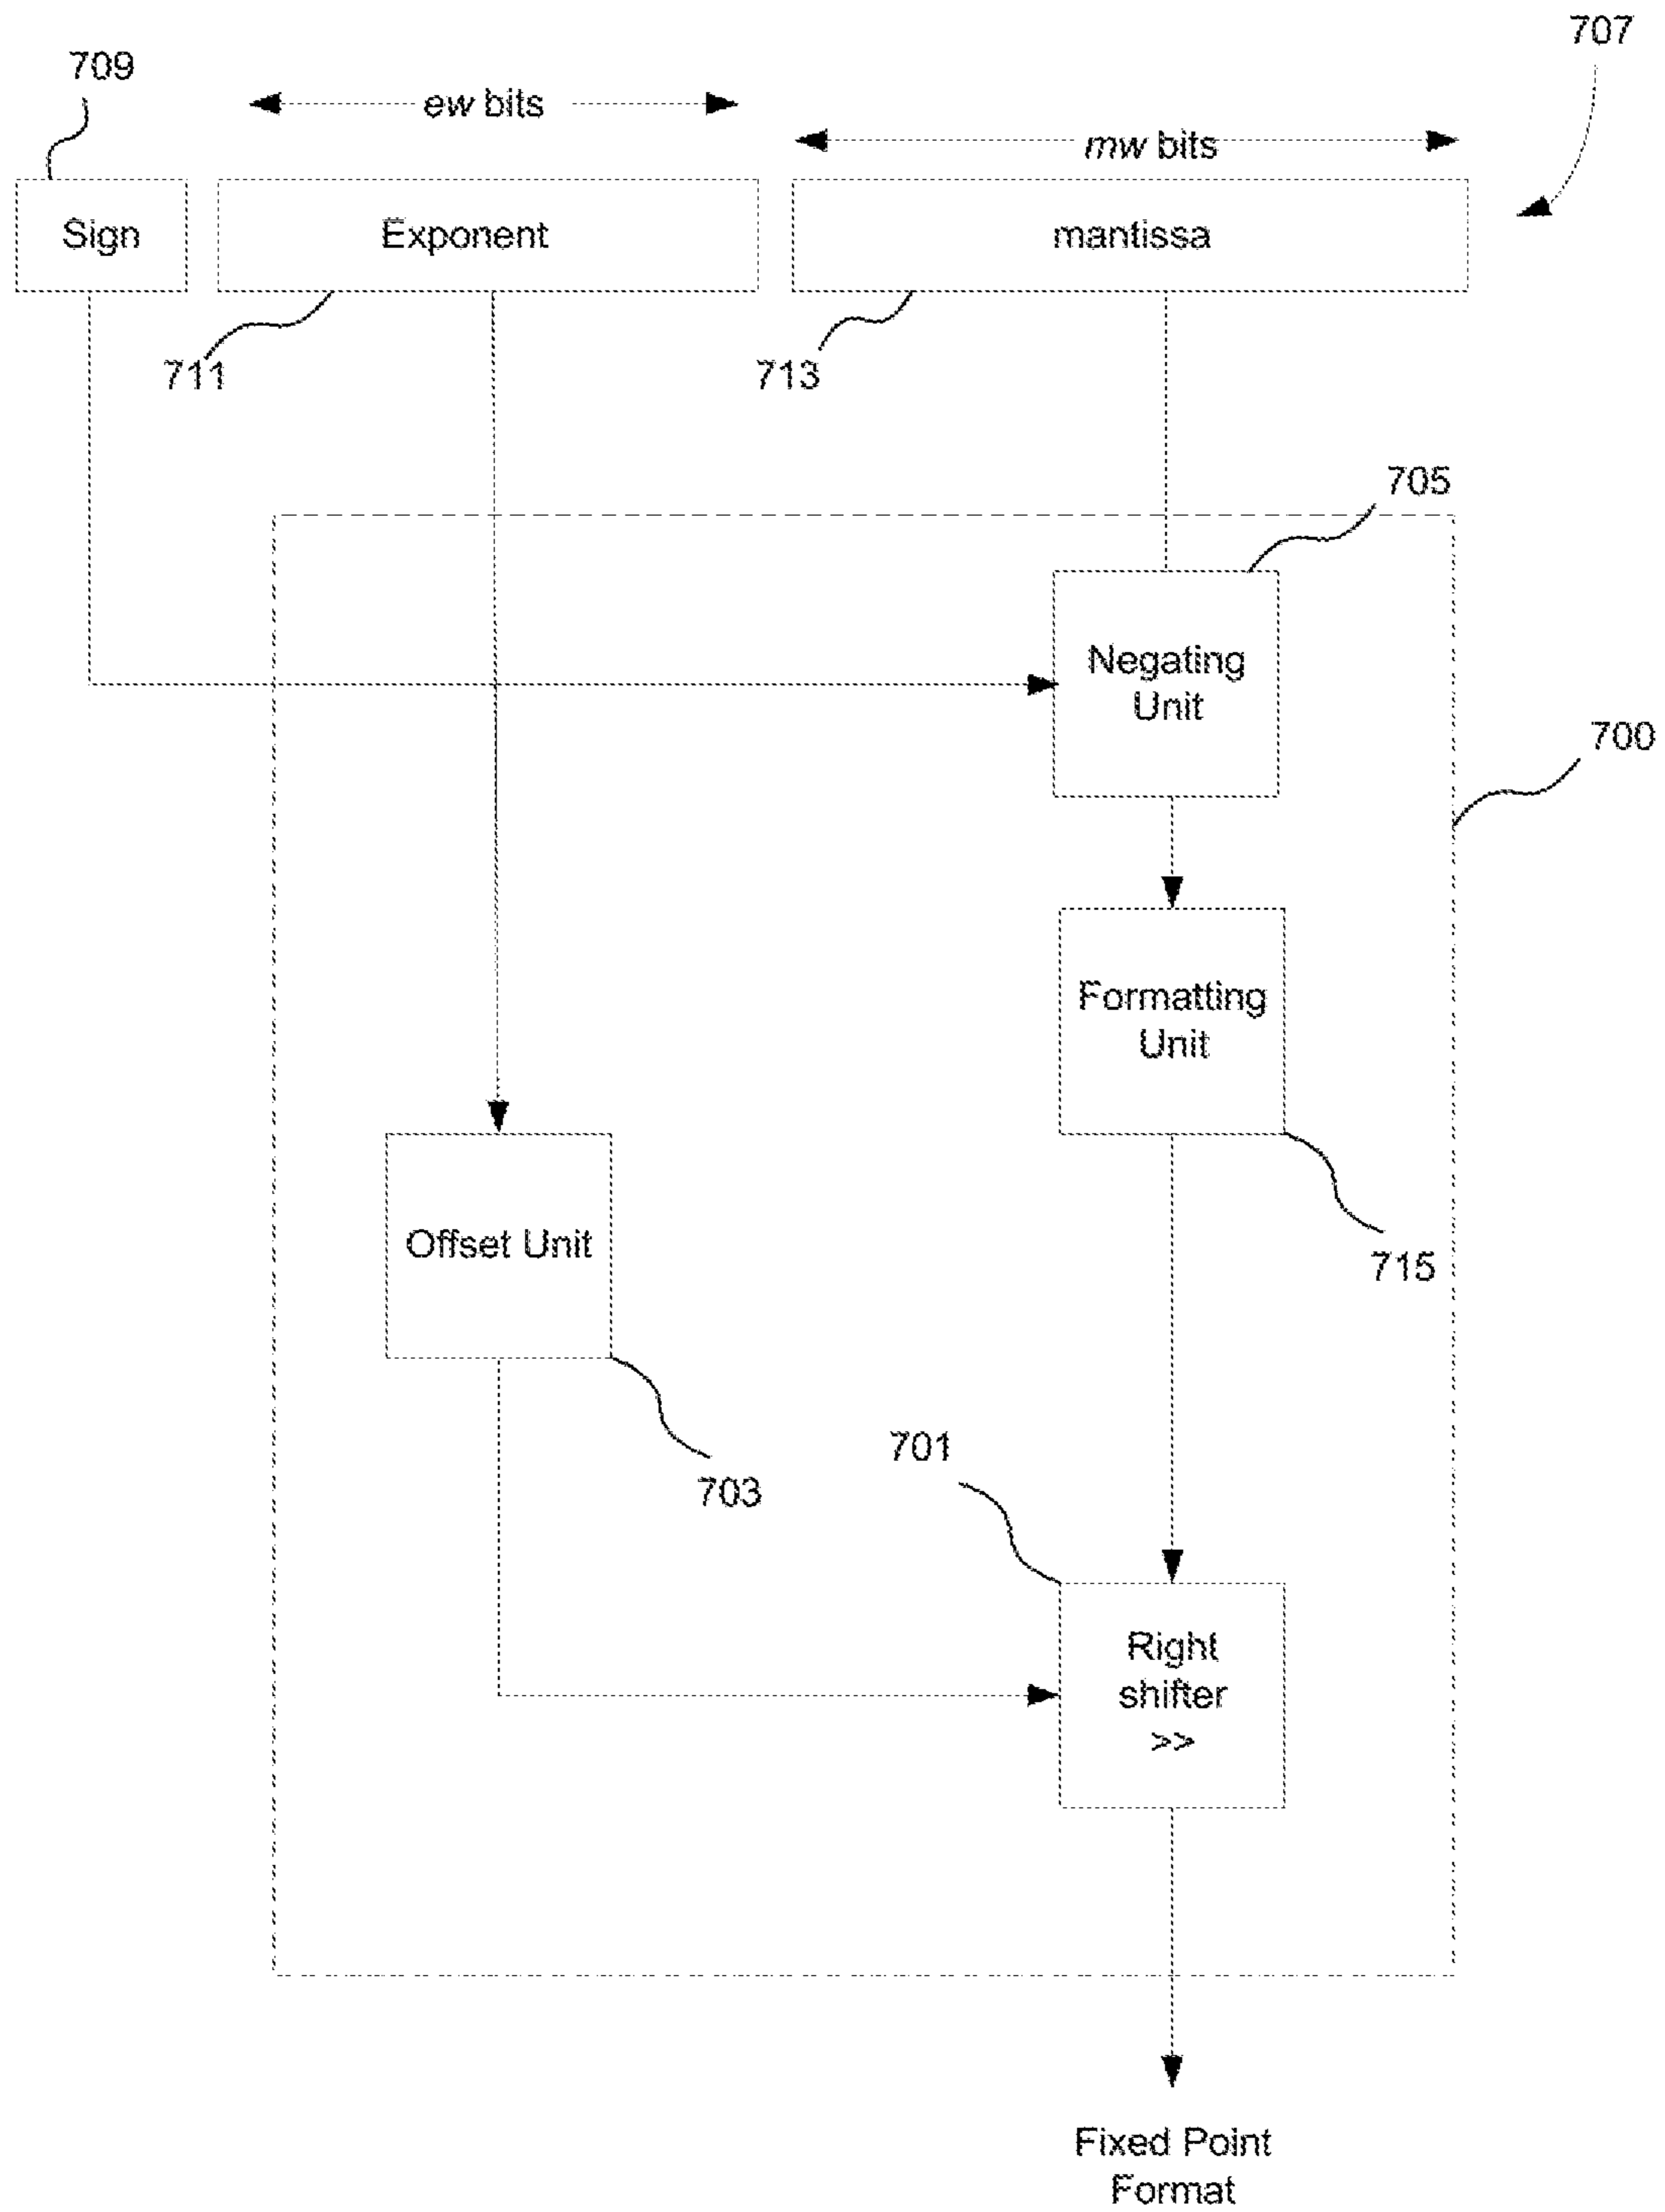 707
709
ew bits
mw bits
Sign
Exponent
mantissa
711
713
705
Negating
Unit
700
Formatting
Unit
Offset Unit
715
701
703
Right
shifter
>>
Fixed Point
Format